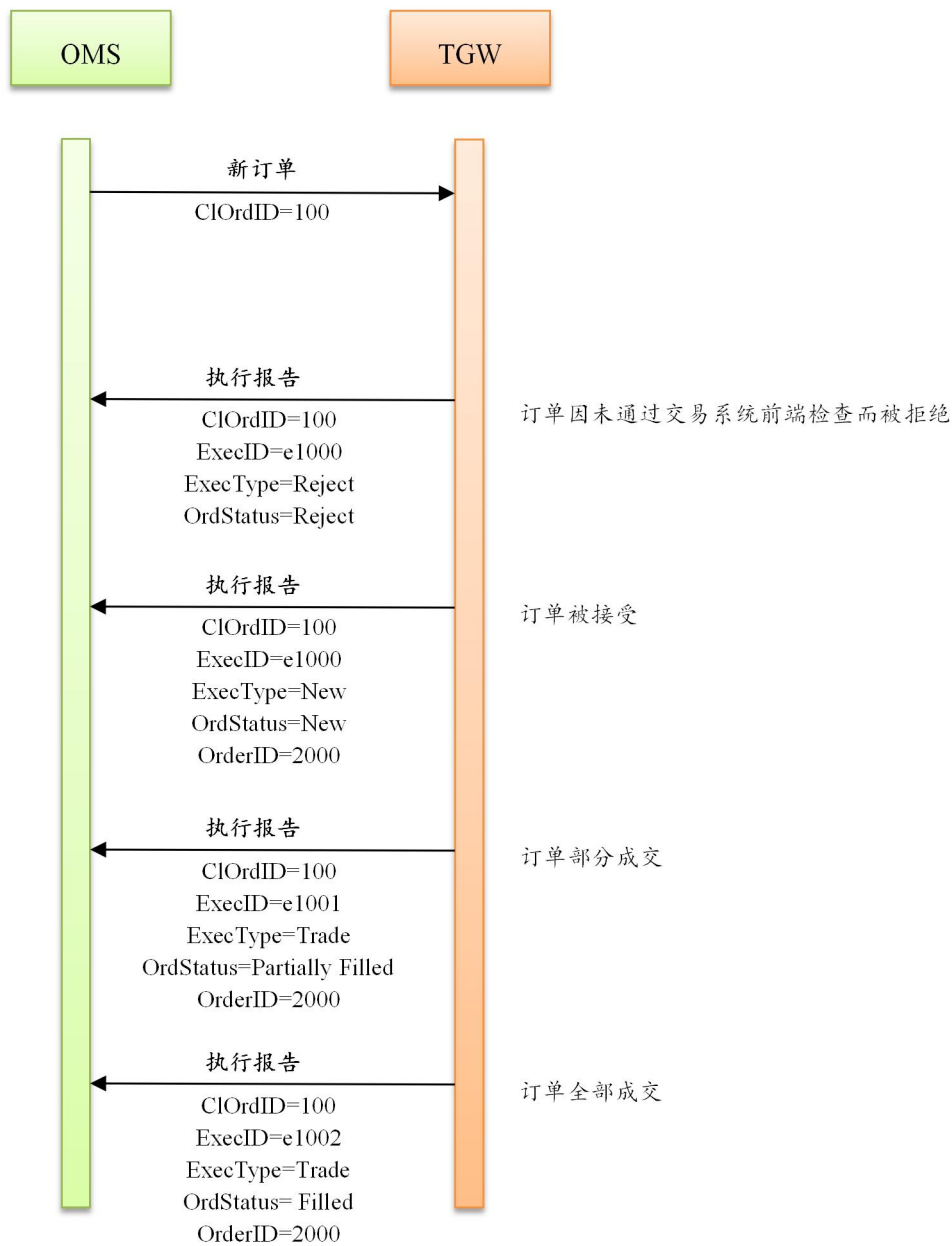 OMS
TGW
新订单
ClOrdID=100
执行报告
订单因未通过交易系统前端检查而被拒绝
ClOrdID=100
ExecID=e1000
ExecType=Reject
OrdStatus=Reject
执行报告
订单被接受
ClOrdID=100
ExecID=e1000
ExecType=New
OrdStatus=New
OrderID=2000
执行报告
订单部分成交
ClOrdID=100
ExecID=e1001
ExecType=Trade
OrdStatus=Partially Filled
OrderID=2000
执行报告
订单全部成交
ClOrdID=100
ExecID=e1002
ExecType=Trade
OrdStatus= Filled
OrderID=2000